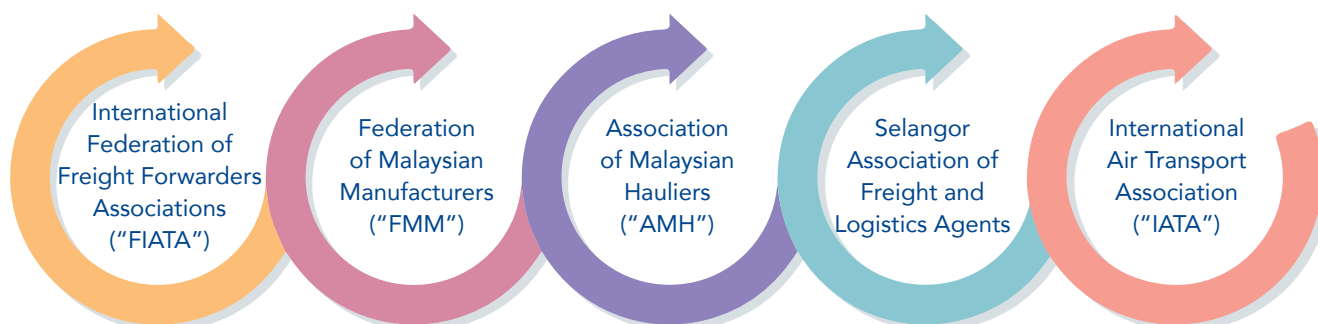 International
Federation of
Freight Forwarders
Associations
(“FIATA”)
Federation
of Malaysian
Manufacturers
(“FMM”)
Association
of Malaysian
Hauliers
(“AMH”)
Selangor
Association of
Freight and
Logistics Agents
International
Air Transport
Association
(“IATA”)